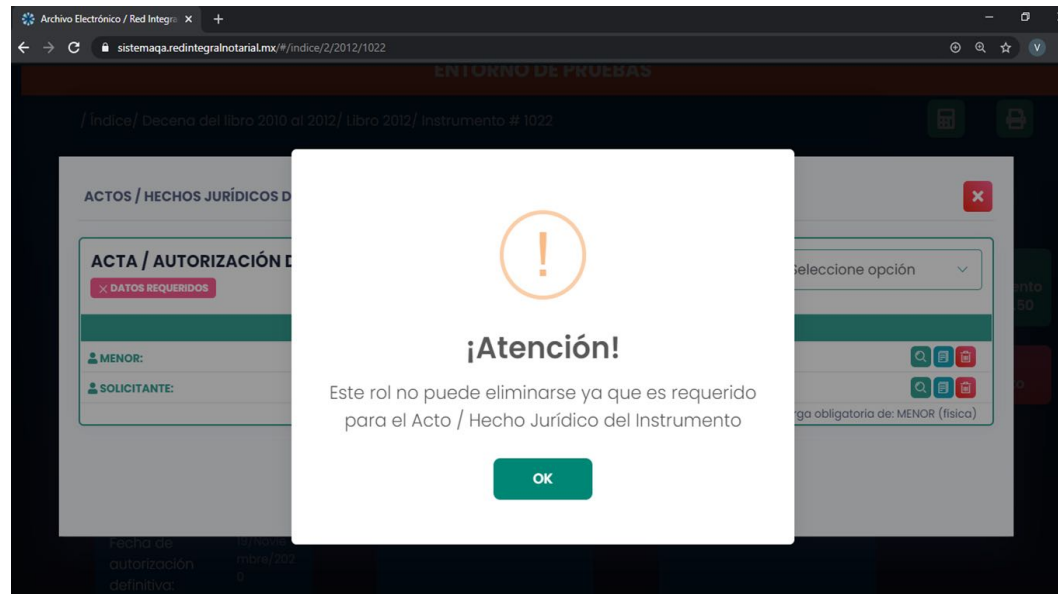 Archivo Electrónico / Red Integra
sistemaqa.redintegralnotarial.mx/#/indice/2/2012/1022
V
ENTORNO DE PRUEBAS
/ Índice/ Decena del libro 2010 al 2012/ Libro 2012/ Instrumento # 1022
ACTOS / HECHOS JURÍDICOS D
ACTA / AUTORIZACIÓN D
Seleccione opción
DATOS REQUERIDOS
MENOR:
SOLICITANTE:
rga obligatoria de: MENOR (física)
¡Atención!
Este rol no puede eliminarse ya que es requerido
para el Acto / Hecho Jurídico del Instrumento
OK
Fecha de
autorización
definitiva:
mbre/202
0